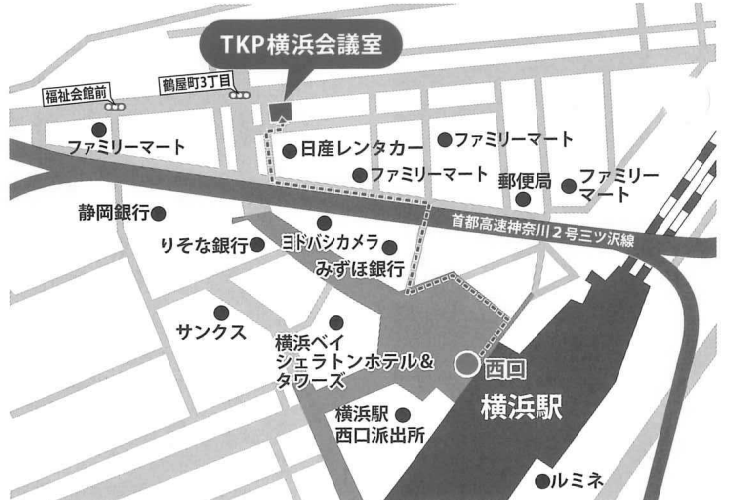 TKP横浜会議室
鶴屋町3丁目
福祉会館前
ファミリーマート
日産レンタカー
ファミリーマート
ファミリーマート
郵便局
ファミリー
マート
静岡銀行
りそな銀行
ヨドバシカメラ
みずほ銀行
首都高速神奈川2号三ツ沢線
サンクス
横浜ベイ
シェラトンホテル&
タワーズ
西口
横浜駅
横浜駅
西口派出所
ルミネ